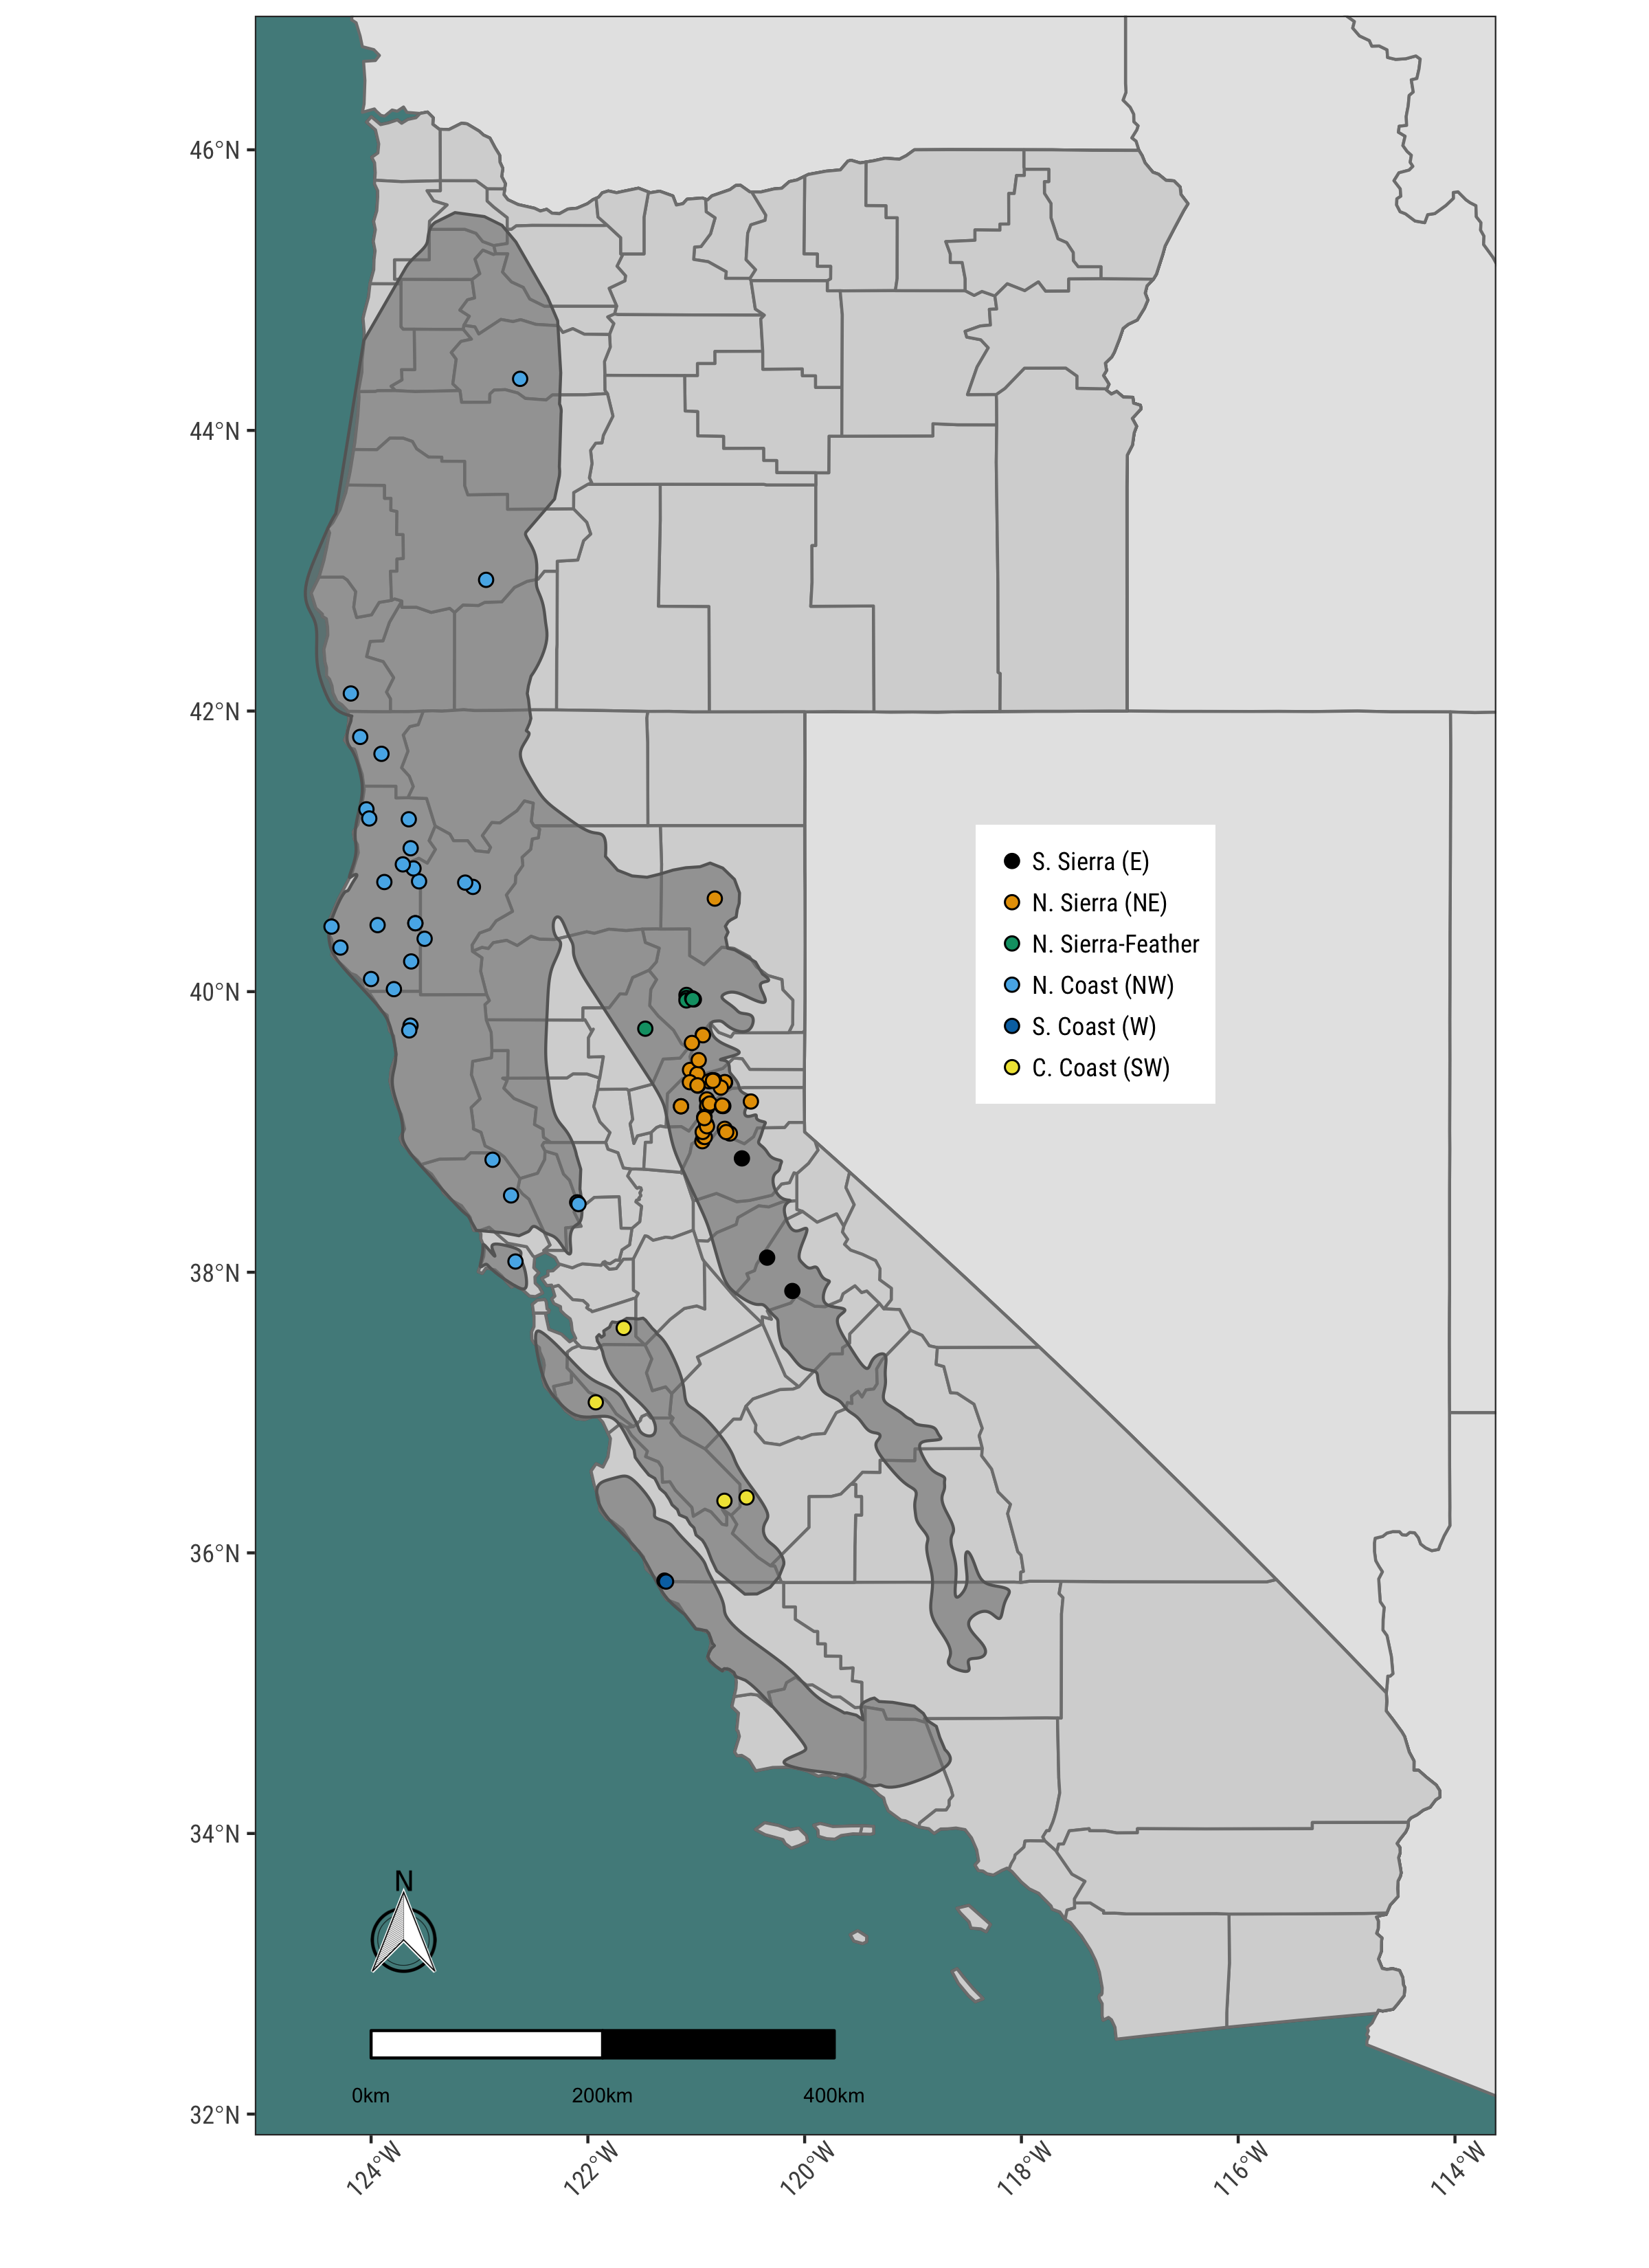 46°N
44°N
42°N
40°N
38°N
36°N
34°N
32°N
S. Sierra (E)
N. Sierra (NE)
N. Sierra-Feather
N. Coast (NW)
S. Coast (W)
C. Coast (SW)
N
0km 200km 400km
124°W 122°W 120°W 118°W 116°W 114°W